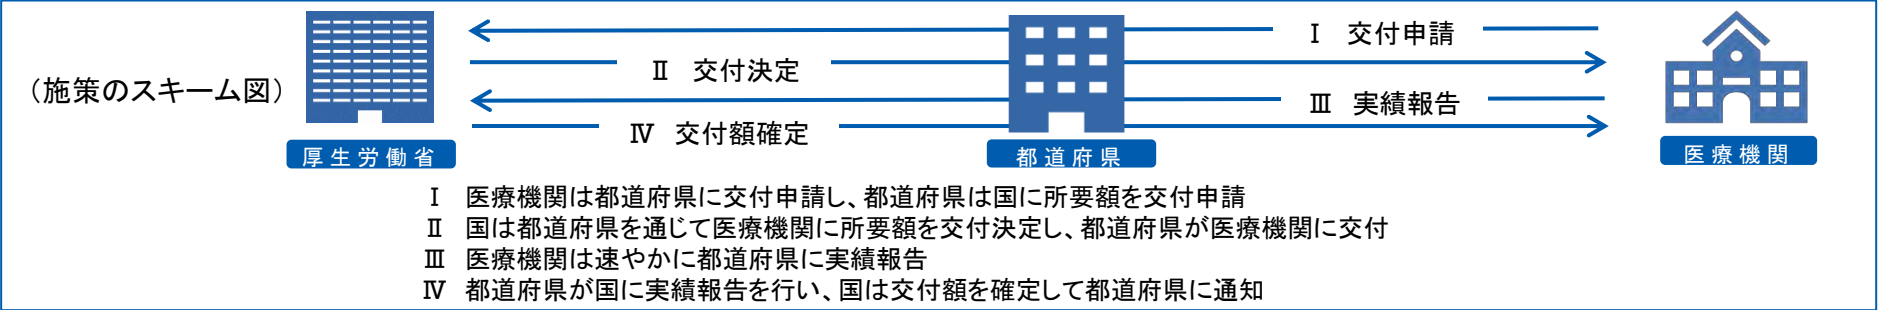 （施策のスキーム図）
Ⅰ　交付申請
Ⅱ　交付決定
Ⅲ　実績報告
Ⅳ　交付額確定
厚生労働省
都道府県
医療機関
Ⅰ　医療機関は都道府県に交付申請し、都道府県は国に所要額を交付申請
Ⅱ　国は都道府県を通じて医療機関に所要額を交付決定し、都道府県が医療機関に交付
Ⅲ　医療機関は速やかに都道府県に実績報告
Ⅳ　都道府県が国に実績報告を行い、国は交付額を確定して都道府県に通知